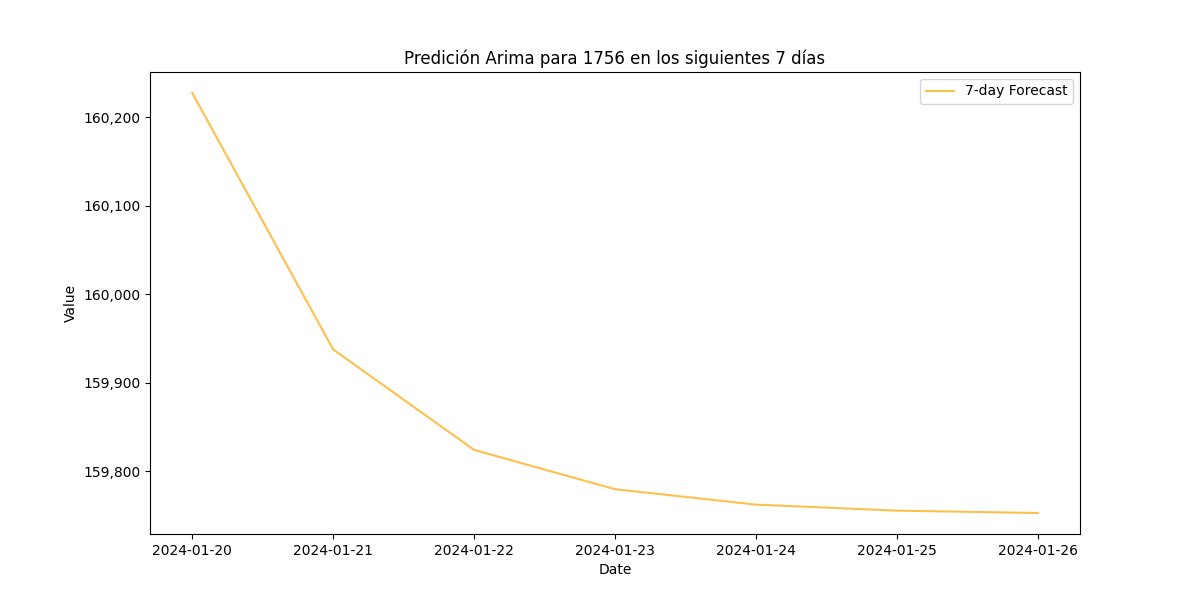 Predición Arima para 1756 en los siguientes 7 días
7-day Forecast
Value
160,200
160,100
160,000
159,900
159,800
2024-01-20 2024-01-21 2024-01-22 2024-01-23 2024-01-24 2024-01-25 2024-01-26
Date